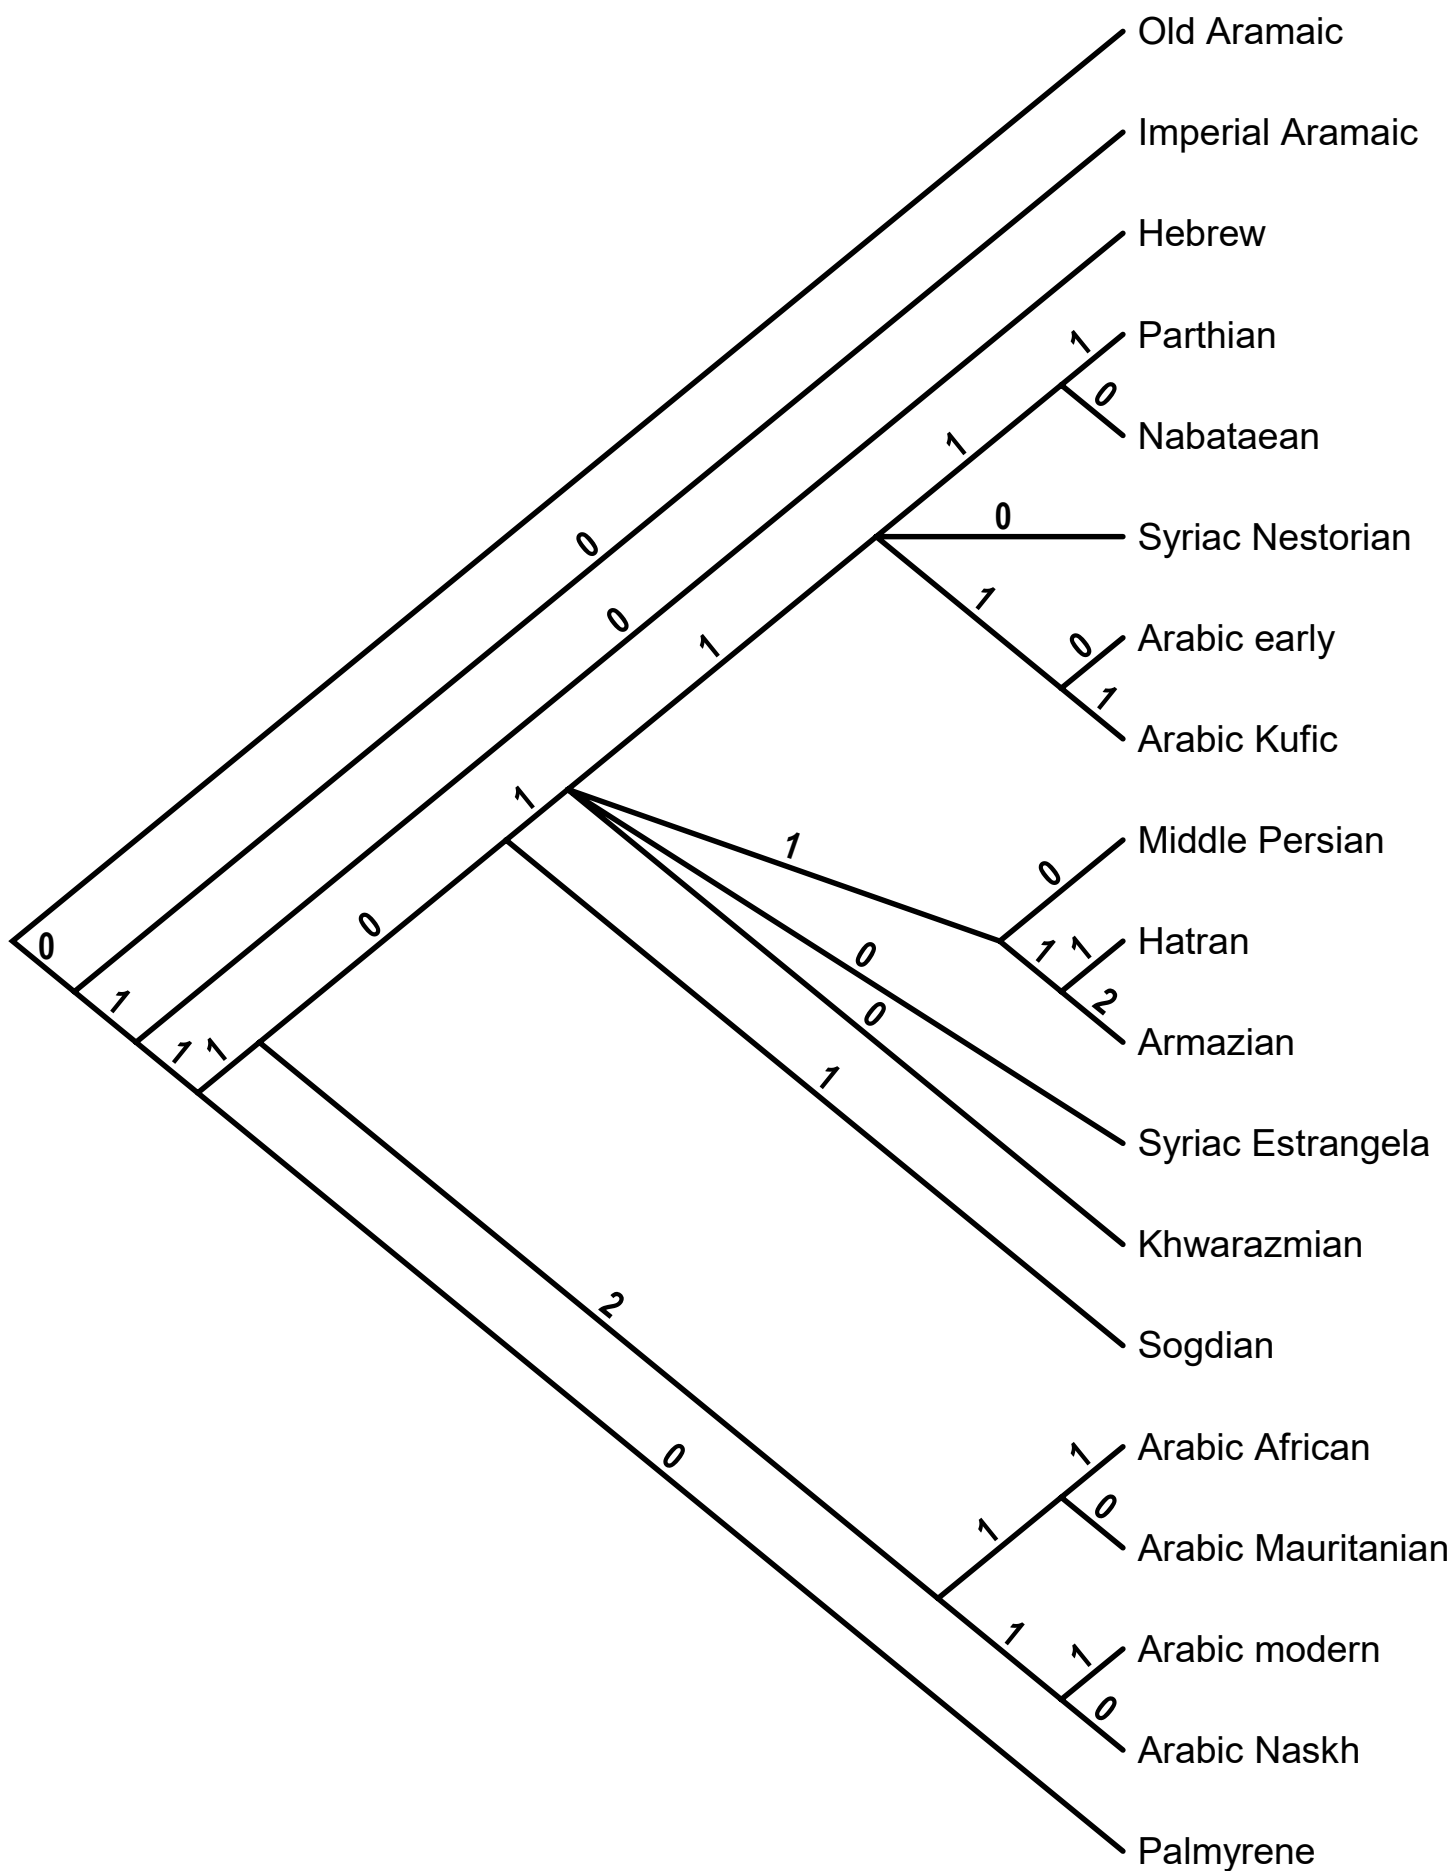 Old Aramaic
Imperial Aramaic
Hebrew
1 Parthian
0 Nabataean
1
0 Syriac Nestorian
0
1
0 Arabic early
0
1
1 Arabic Kufic
1
1 Middle Persian
0
0
1 1 Hatran
0
0
2 Armazian
1
0
1 1
1
Syriac Estrangela
Khwarazmian
2
Sogdian
1 Arabic African
0
0 Arabic Mauritanian
1
1
1 Arabic modern
0 Arabic Naskh
Palmyrene